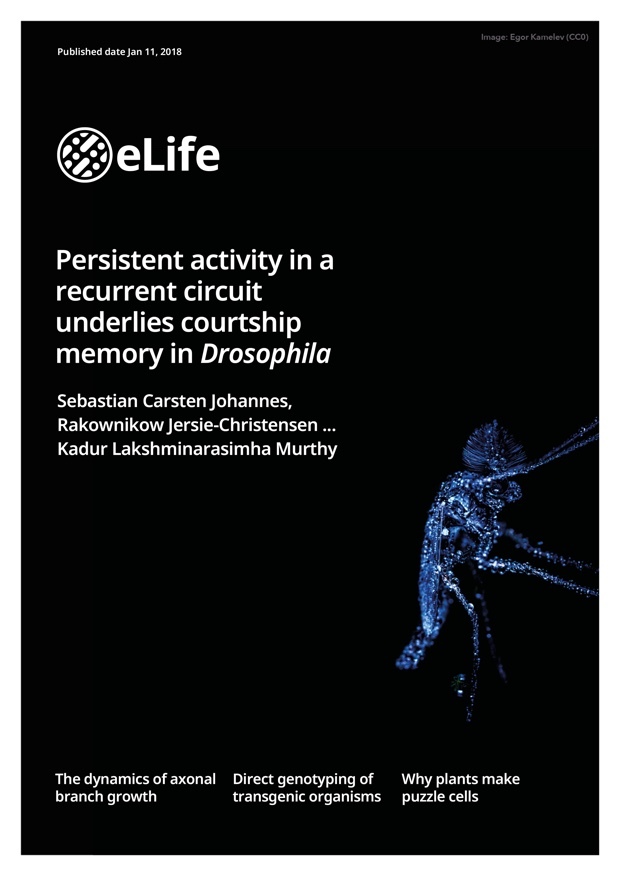 Image: Egor Kamelev (CC0)
Published date Jan 11, 2018
eLife
Persistent activity in a
recurrent circuit
underlies courtship
memory in Drosophila
Sebastian Carsten Johannes,
Rakownikow Jersie-Christensen ...
Kadur Lakshminarasimha Murthy
The dynamics of axonal
branch growth
Direct genotyping of
transgenic organisms
Why plants make
puzzle cells